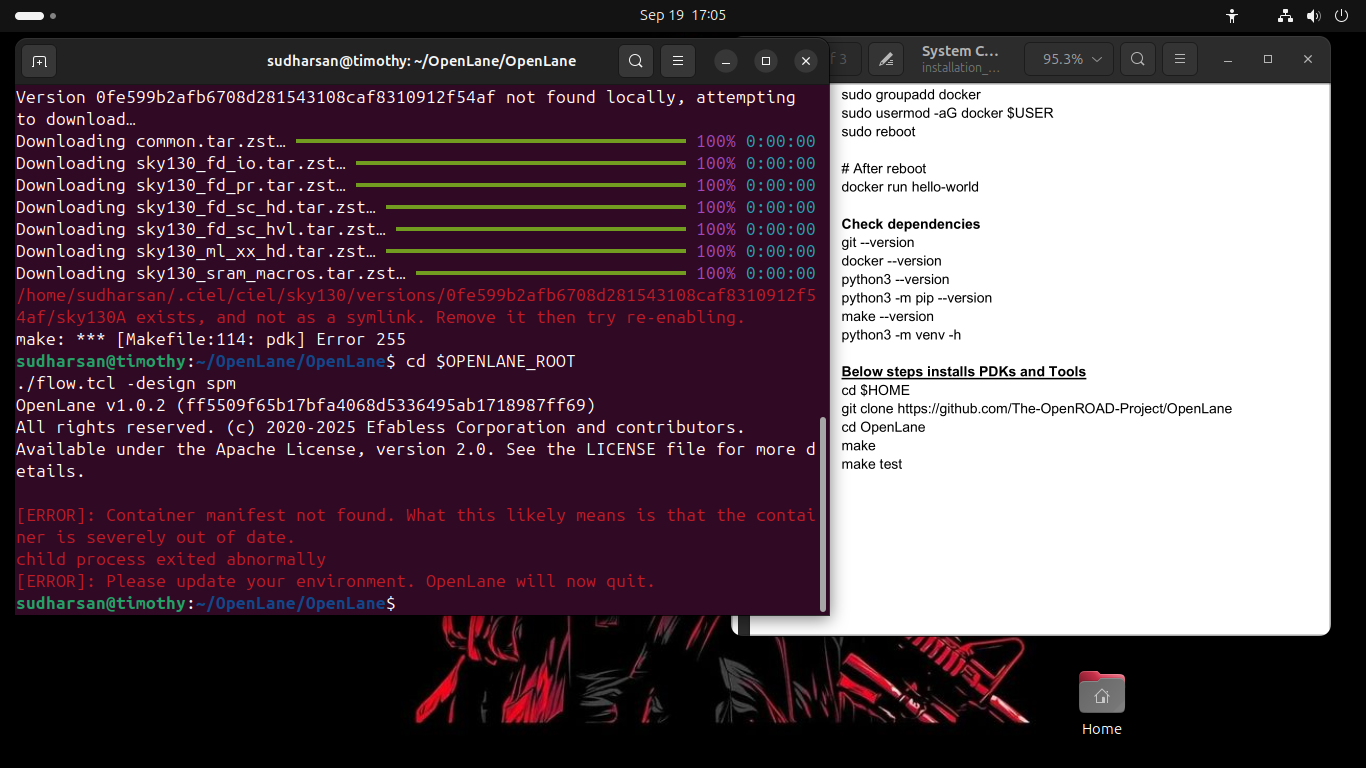 Sep 19 17:05
sudharsan@timothy: ~/OpenLane/OpenLane
of 3
System C…
installation_…
95.3%
Version 0fe599b2afb6708d281543108caf8310912f54af not found locally, attempting
to download…
Downloading common.tar.zst… 100% 0:00:00
Downloading sky130_fd_io.tar.zst… 100% 0:00:00
Downloading sky130_fd_pr.tar.zst… 100% 0:00:00
Downloading sky130_fd_sc_hd.tar.zst… 100% 0:00:00
Downloading sky130_fd_sc_hvl.tar.zst… 100% 0:00:00
Downloading sky130_ml_xx_hd.tar.zst… 100% 0:00:00
Downloading sky130_sram_macros.tar.zst… 100% 0:00:00
/home/sudharsan/.ciel/ciel/sky130/versions/0fe599b2afb6708d281543108caf8310912f5
4af/sky130A exists, and not as a symlink. Remove it then try re-enabling.
make: *** [Makefile:114: pdk] Error 255
sudharsan@timothy:~/OpenLane/OpenLane$ cd $OPENLANE_ROOT
./flow.tcl -design spm
OpenLane v1.0.2 (ff5509f65b17bfa4068d5336495ab1718987ff69)
All rights reserved. (c) 2020-2025 Efabless Corporation and contributors.
Available under the Apache License, version 2.0. See the LICENSE file for more d
etails.
[ERROR]: Container manifest not found. What this likely means is that the contai
ner is severely out of date.
child process exited abnormally
[ERROR]: Please update your environment. OpenLane will now quit.
sudharsan@timothy:~/OpenLane/OpenLane$
sudo groupadd docker
sudo usermod -aG docker $USER
sudo reboot
# After reboot
docker run hello-world
Check dependencies
git --version
docker --version
python3 --version
python3 -m pip --version
make --version
python3 -m venv -h
Below steps installs PDKs and Tools
cd $HOME
git clone https://github.com/The-OpenROAD-Project/OpenLane
cd OpenLane
make
make test
Home